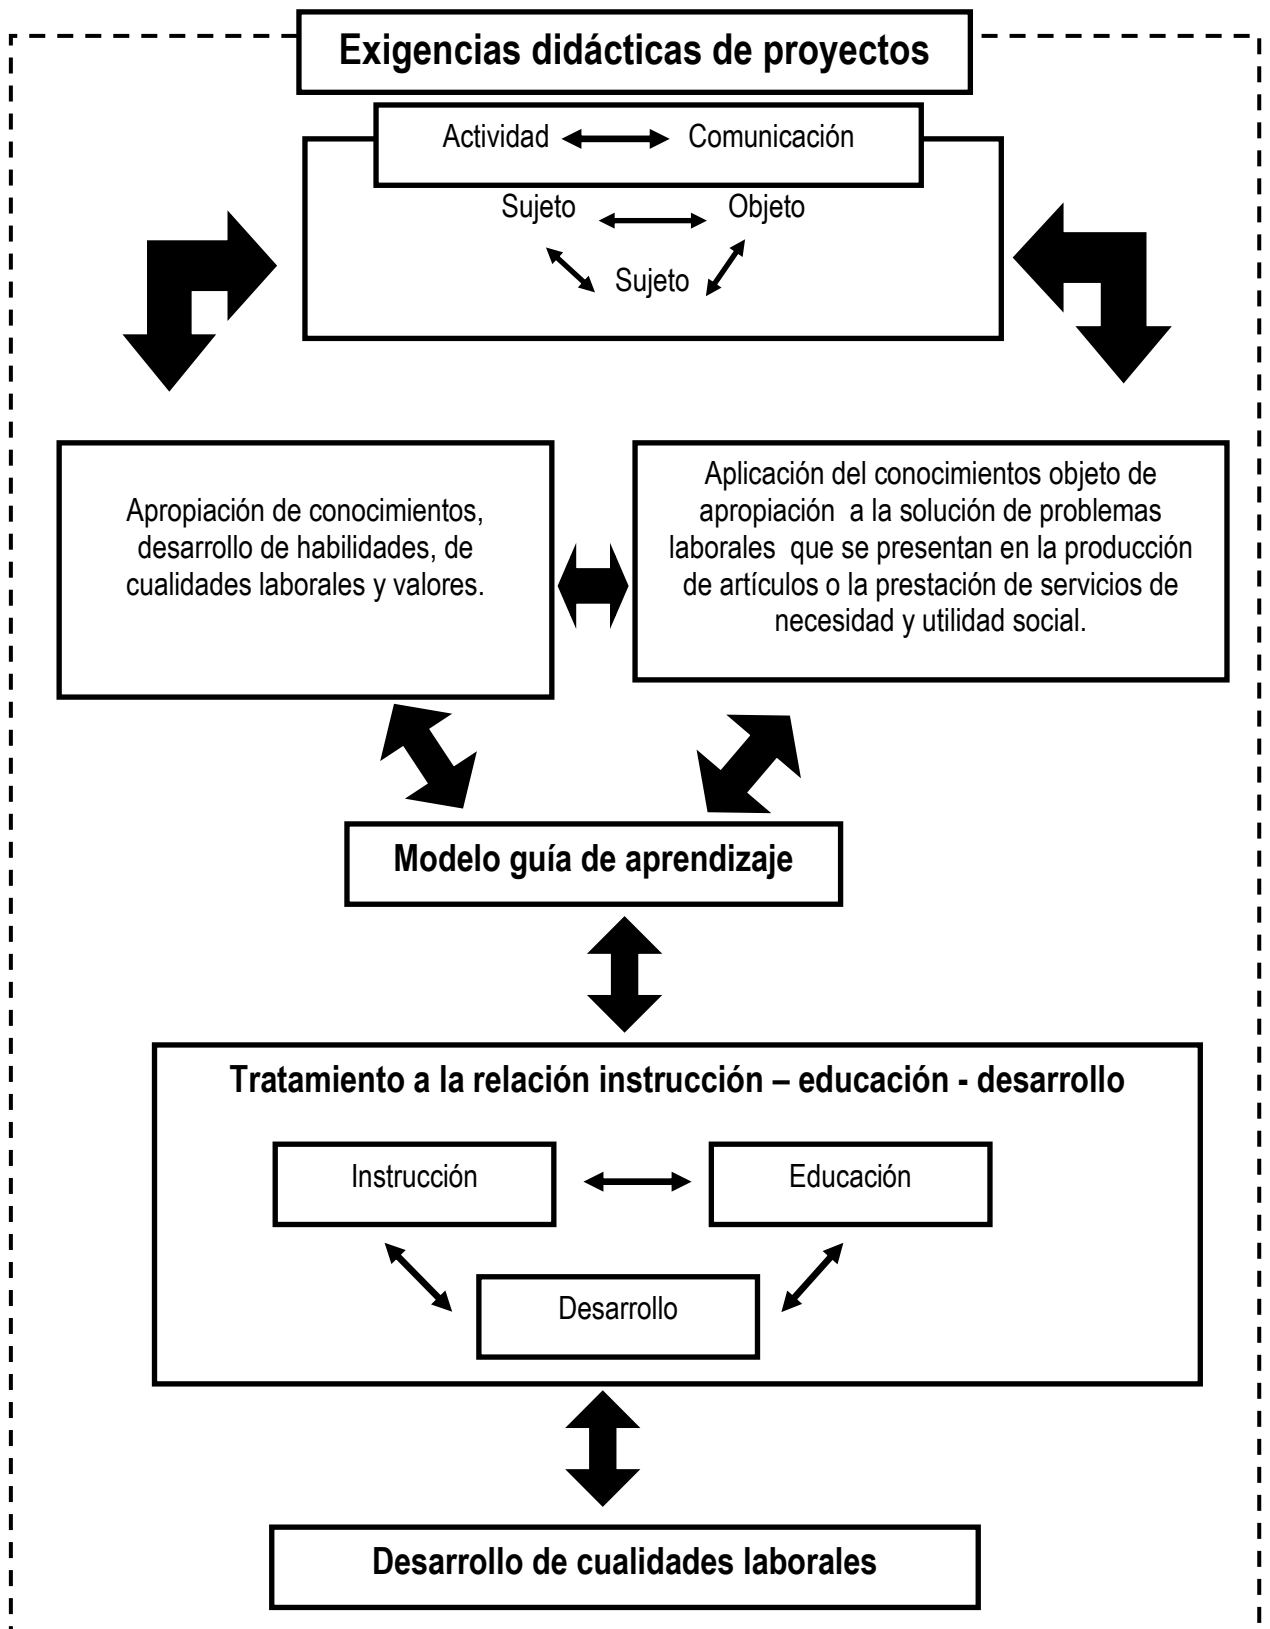 Exigencias didácticas de proyectos
Actividad Comunicación
Sujeto Objeto
Sujeto
Apropiación de conocimientos,
desarrollo de habilidades, de
cualidades laborales y valores.
Aplicación del conocimientos objeto de
apropiación a la solución de problemas
laborales que se presentan en la producción
de artículos o la prestación de servicios de
necesidad y utilidad social.
Modelo guía de aprendizaje
Tratamiento a la relación instrucción – educación - desarrollo
Instrucción Educación
Desarrollo
Desarrollo de cualidades laborales